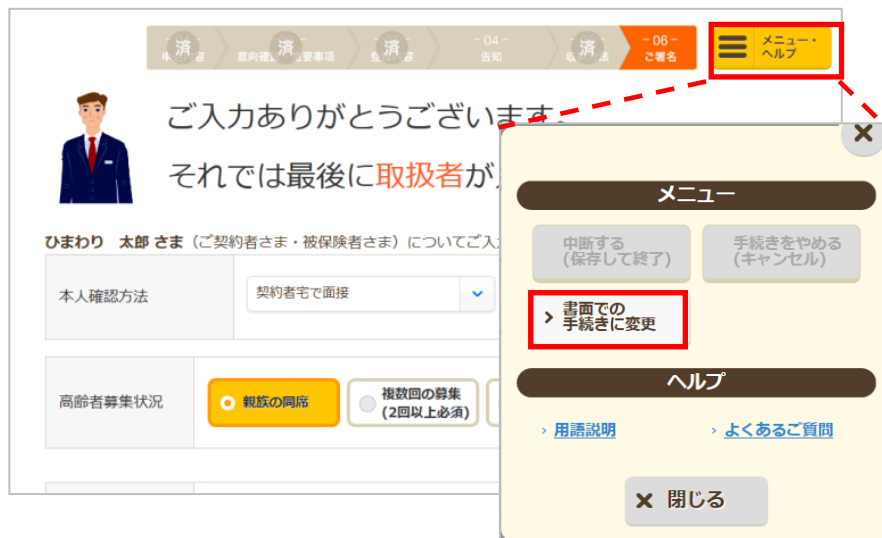 済
意向確
済
要事項
済
- 04 -
告知
済
- 06 -
ご署名
メニュー・
ヘルプ
ご入力ありがとうございます。
それでは最後に取扱者が
ひまわり 太郎 さま（ご契約者さま・被保険者さま）についてご入
本人確認方法
契約者宅で面接
高齢者募集状況
親族の同席
複数回の募集
(2回以上必須)
メニュー
中断する
(保存して終了)
手続きをやめる
(キャンセル)
書面での
手続きに変更
ヘルプ
用語説明
よくあるご質問
閉じる